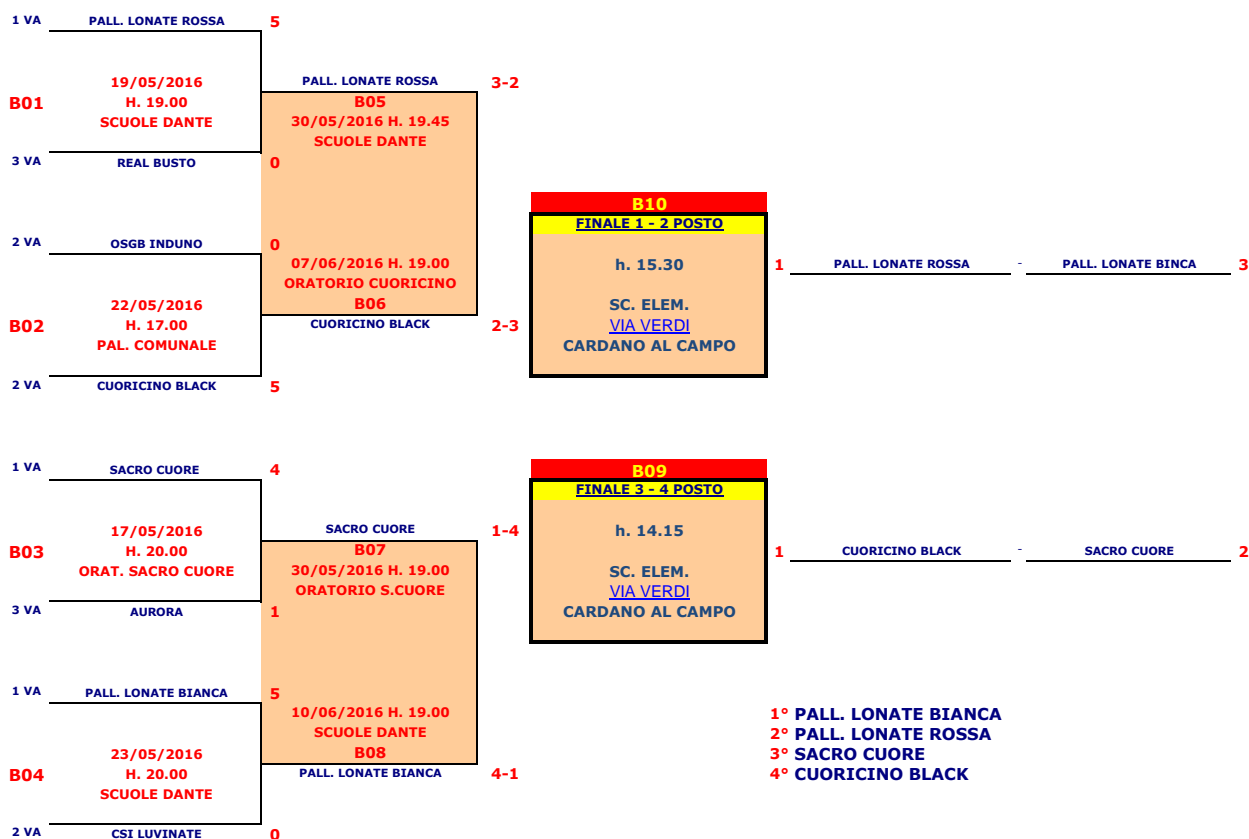 1 VA PALL. LONATE ROSSA 5
19/05/2016
B01 H. 19.00
SCUOLE DANTE
3 VA REAL BUSTO 0
PALL. LONATE ROSSA 3-2
B05
30/05/2016 H. 19.45
SCUOLE DANTE
2 VA OSGB INDUNO 0
22/05/2016
B02 H. 17.00
PAL. COMUNALE
2 VA CUORICINO BLACK 5
07/06/2016 H. 19.00
ORATORIO CUORICINO
B06
CUORICINO BLACK 2-3
B10
FINALE 1 - 2 POSTO
h. 15.30
SC. ELEM.
VIA VERDI
CARDANO AL CAMPO
1 PALL. LONATE ROSSA - PALL. LONATE BINCA 3
1 VA SACRO CUORE 4
17/05/2016
B03 H. 20.00
ORAT. SACRO CUORE
3 VA AURORA 1
SACRO CUORE 1-4
B07
30/05/2016 H. 19.00
ORATORIO S.CUORE
1 VA PALL. LONATE BIANCA 5
23/05/2016
B04 H. 20.00
SCUOLE DANTE
2 VA CSI LUVINATE 0
10/06/2016 H. 19.00
SCUOLE DANTE
B08
PALL. LONATE BIANCA 4-1
B09
FINALE 3 - 4 POSTO
h. 14.15
SC. ELEM.
VIA VERDI
CARDANO AL CAMPO
1 CUORICINO BLACK - SACRO CUORE 2
1° PALL. LONATE BIANCA
2° PALL. LONATE ROSSA
3° SACRO CUORE
4° CUORICINO BLACK